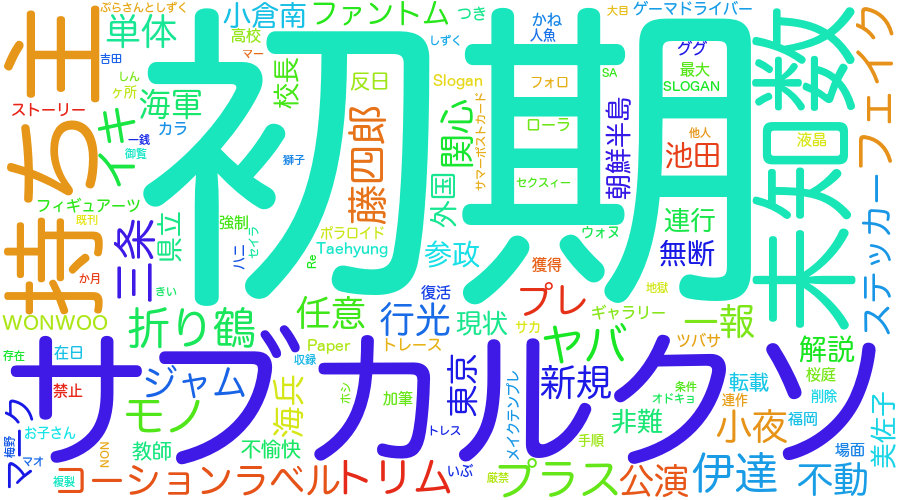 ぷらさんとしずく
小倉南
ファントム
つき
かね
大目
ゲーマドライバー
持ち主
吉田
単体
高校
マー
しずく
人魚
ググ
初期
未知数
フェイク
しん
ケ所
海軍
校長
反日
Slogan
フォロ
SA
最大
SLOGAN
ストーリー
イキ
カラ
一銭
御覧
獅子
藤四郎
関心
ローラ
サマーポストカード
朝鮮半島
他人
池田
液晶
フィギュアーツ
既刊
三条
県立
強制
ハニ
セイラ
ポラロイド
Taehyung
Re
外国
セクスィー
ウォヌ
連行
無断
ステッカー
か月
きい
参政
獲得
地獄
WONWOO
折り鶴
任意
行光
復活
現状
プレ
ギャラリー
サカ
ヤバ
ツバサ
一報
解説
存在
在日
禁止
サブカルクソ
Paper
トレース
収録
ジャム
モノ
海兵
ホシ
加筆
東京
新規
メイクテンプレ
オドキョ
条件
非難
手順
転載
連作
桜庭
削除
福岡
小夜
美佐子
マーク
梅野
お子さん
マオ
NON
教師
不愉快
トレス
いぶ
厳禁
場面
複製
ローションラベル
トリム
プラス
公演
伊達
不動